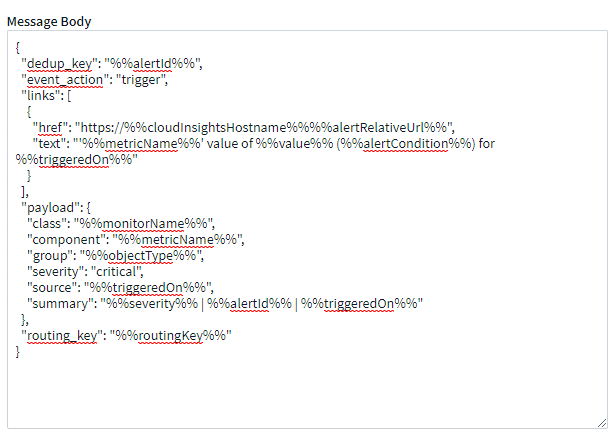 Message Body
{
"dedup_key": "%%alertId%%",
"event_action": "trigger",
"links": [
{
"href": "https://%%cloudInsightsHostname%%%%alertRelativeUrl%%",
"text": "'%%metricName%%' value of %%value%% (%%alertCondition%%) for
%%triggeredOn%%"
}
],
"payload": {
"class": "%%monitorName%%",
"component": "%%metricName%%",
"group": "%%objectType%%",
"severity": "critical",
"source": "%%triggeredOn%%",
"summary": "%%severity%% | %%alertId%% | %%triggeredOn%%"
},
"routing_key": "%%routingKey%%"
}